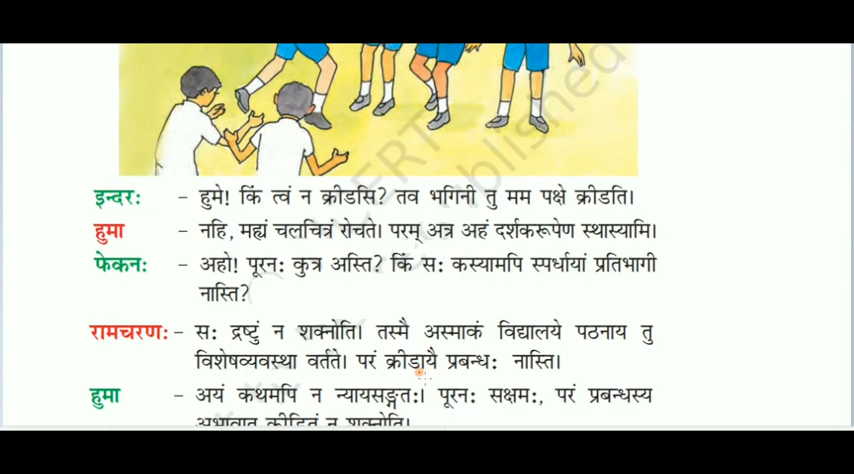 इन्दरः – हुमे! किं त्वं न क्रीडसि? तव भगिनी तु मम पक्षे क्रीडति।
हुमा – नहि, मह्यं चलचित्रं रोचते। परम् अत्र अहं दर्शकरूपेण स्थास्यामि।
फेकनः – अहो! पूरनः कुत्र अस्ति? किं सः कस्यामपि स्पर्धायां प्रतिभागी
नास्ति?
रामचरणः – सः द्रष्टुं न शक्नोति। तस्मै अस्माकं विद्यालये पठनाय तु
विशेषव्यवस्था वर्तते। परं क्रीडायै प्रबन्धः नास्ति।
हुमा – अयं कथमपि न न्यायसङ्गतः। पूरनः सक्षमः, परं प्रबन्धस्य
अभावात् क्रीडितुं न शक्नोति।